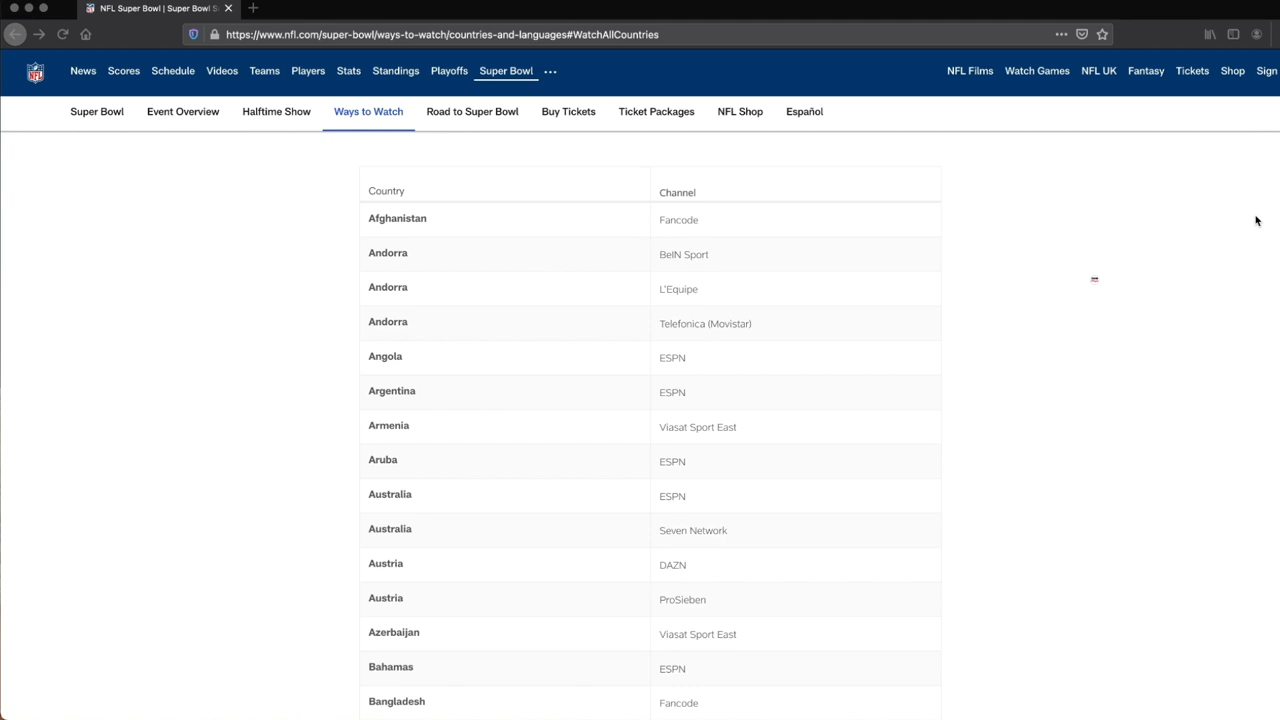 NFL Super Bowl | Super Bowl S
https://www.nfl.com/super-bowl/ways-to-watch/countries-and-languages#WatchAllCountries
NFL
News Scores Schedule Videos Teams Players Stats Standings Playoffs Super Bowl ••• NFL Films Watch Games NFL UK Fantasy Tickets Shop Sign
Super Bowl Event Overview Halftime Show Ways to Watch Road to Super Bowl Buy Tickets Ticket Packages NFL Shop Español
Country Channel
Afghanistan Fancode
Andorra BeIN Sport
Andorra L'Equipe
Andorra Telefonica (Movistar)
Angola ESPN
Argentina ESPN
Armenia Viasat Sport East
Aruba ESPN
Australia ESPN
Australia Seven Network
Austria DAZN
Austria ProSieben
Azerbaijan Viasat Sport East
Bahamas ESPN
Bangladesh Fancode